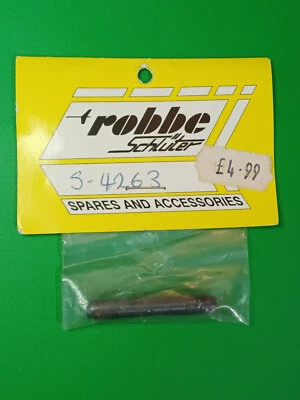 robbe
Schlüter
£4.99
S-4263
SPARES AND ACCESSORIES